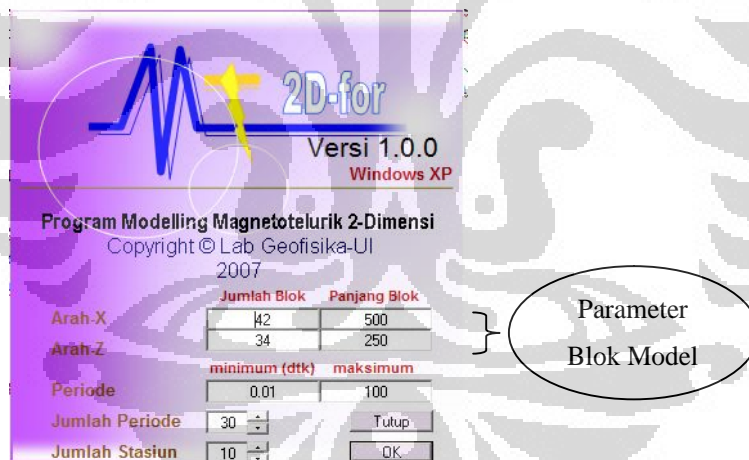 2D-for
Versi 1.0.0
Windows XP
Program Modelling Magnetotelurik 2-Dimensi
Copyright © Lab Geofisika-UI
2007
Jumlah Blok Panjang Blok
Arah-X 42 500
Arah-Z 34 250
Parameter
Blok Model
minimum (dtk) maksimum
Periode 0.01 100
Jumlah Periode 30 Tutup
Jumlah Stasiun 10 OK